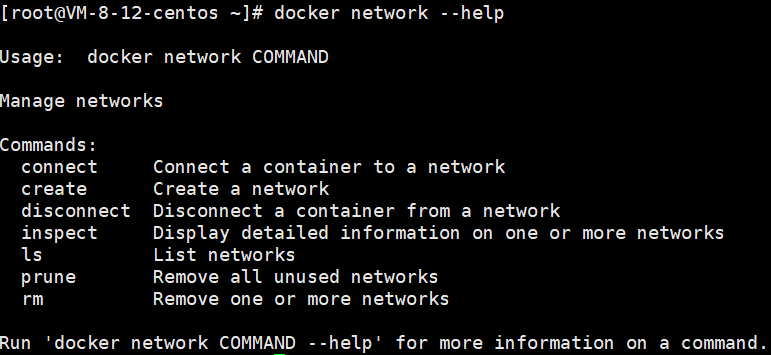 [root@VM-8-12-centos ~]# docker network --help
Usage:  docker network COMMAND
Manage networks
Commands:
  connect     Connect a container to a network
  create      Create a network
  disconnect  Disconnect a container from a network
  inspect     Display detailed information on one or more networks
  ls          List networks
  prune       Remove all unused networks
  rm          Remove one or more networks
Run 'docker network COMMAND --help' for more information on a command.